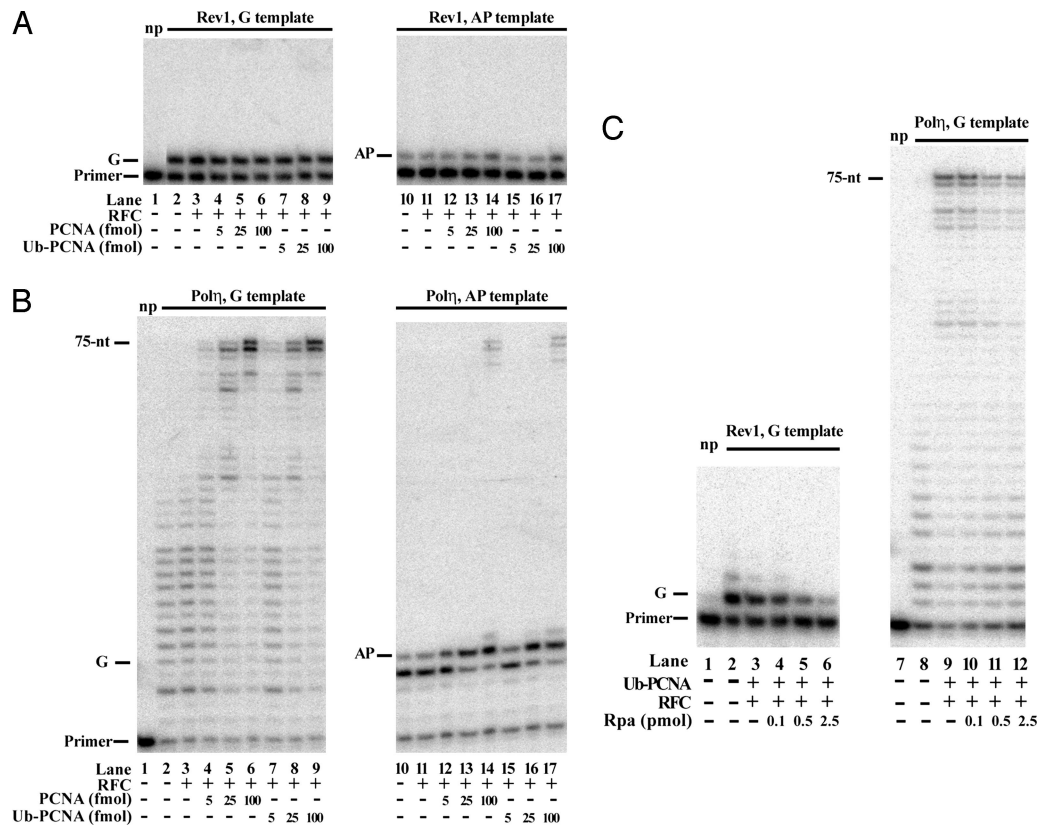 A
np
Rev1, G template
Rev1, AP template
G
Primer
AP
Lane 1 2 3 4 5 6 7 8 9 10 11 12 13 14 15 16 17
RFC - - + + + + + + + - + + + + + + +
PCNA (fmol) - - - 5 25 100 - - - - - 5 25 100 - - -
Ub-PCNA (fmol) - - - - - - 5 25 100 - - - - - 5 25 100
B
np
Polη, G template
Polη, AP template
75-nt
G
Primer
AP
Lane 1 2 3 4 5 6 7 8 9 10 11 12 13 14 15 16 17
RFC - - + + + + + + + - + + + + + + +
PCNA (fmol) - - - 5 25 100 - - - - - 5 25 100 - - -
Ub-PCNA (fmol) - - - - - - 5 25 100 - - - - - 5 25 100
C
np
Polη, G template
75-nt
np
Rev1, G template
G
Primer
Lane 1 2 3 4 5 6 7 8 9 10 11 12
Ub-PCNA - - + + + + - - + + + +
RFC - - + + + + - - + + + +
Rpa (pmol) - - - 0.1 0.5 2.5 - - - 0.1 0.5 2.5